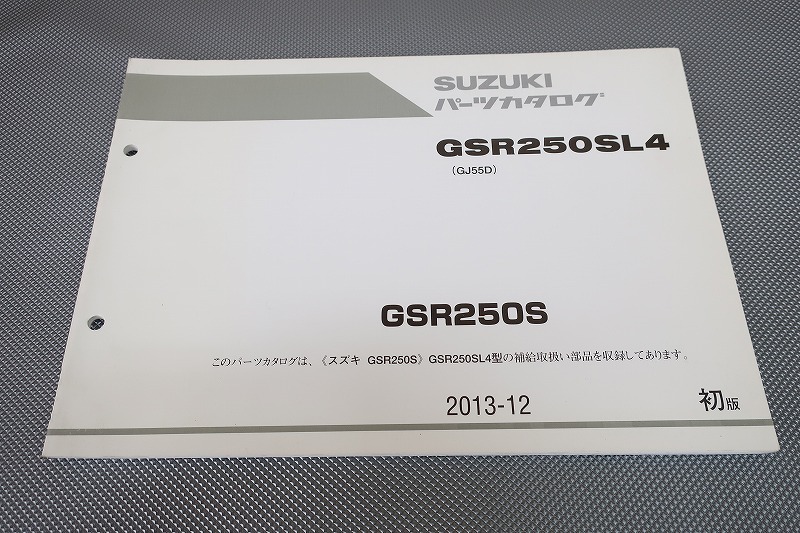 SUZUKI
パーツカタログ
GSR250SL4
(GJ55D)
GSR250S
このパーツカタログは、《スズキ GSR250S》GSR250SL4型の補給取扱い部品を収録してあります。
2013-12 初版